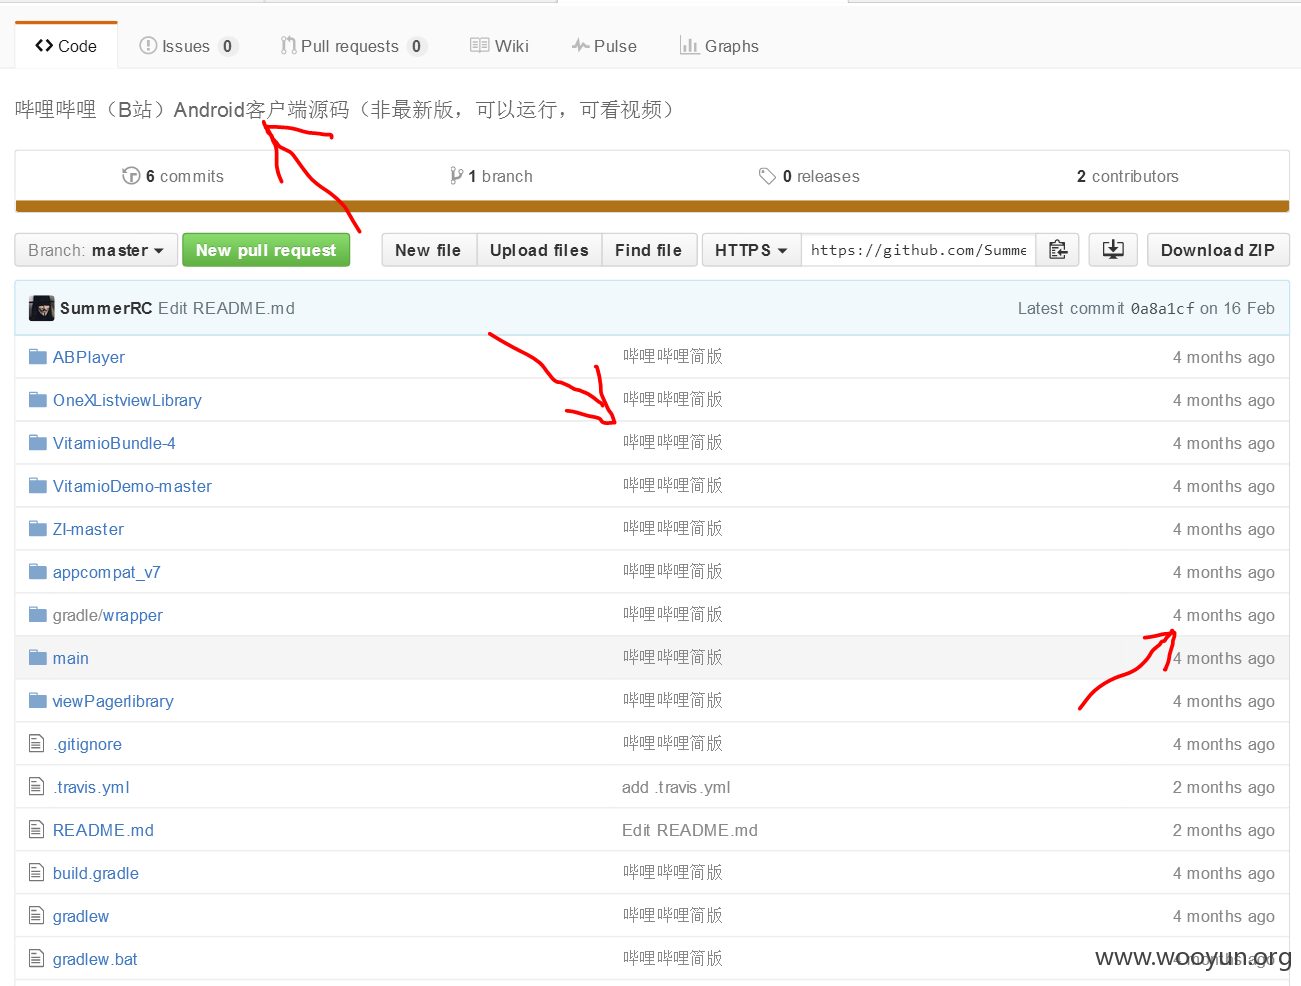 Code Issues 0 Pull requests 0 Wiki Pulse Graphs
哔哩哔哩（B站）Android客户端源码（非最新版，可以运行，可看视频）
6 commits 1 branch 0 releases 2 contributors
Branch: master New pull request New file Upload files Find file HTTPS https://github.com/Summe Download ZIP
SummerRC Edit README.md Latest commit 0a8a1cf on 16 Feb
ABPlayer 哔哩哔哩简版 4 months ago
OneXListviewLibrary 哔哩哔哩简版 4 months ago
VitamioBundle-4 哔哩哔哩简版 4 months ago
VitamioDemo-master 哔哩哔哩简版 4 months ago
ZI-master 哔哩哔哩简版 4 months ago
appcompat_v7 哔哩哔哩简版 4 months ago
gradle/wrapper 哔哩哔哩简版 4 months ago
main 哔哩哔哩简版 4 months ago
viewPagerlibrary 哔哩哔哩简版 4 months ago
.gitignore 哔哩哔哩简版 4 months ago
.travis.yml add .travis.yml 2 months ago
README.md Edit README.md 2 months ago
build.gradle 哔哩哔哩简版 4 months ago
gradlew 哔哩哔哩简版 4 months ago
gradlew.bat 哔哩哔哩简版 4 months ago
www.wooyun.org